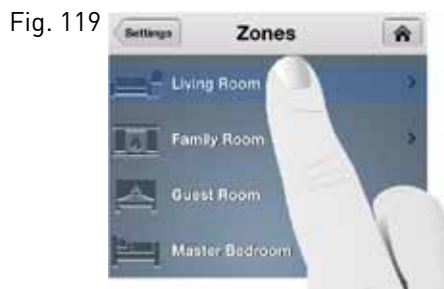 Fig. 119
Settings Zones
Living Room
Family Room
Guest Room
Master Bedroom